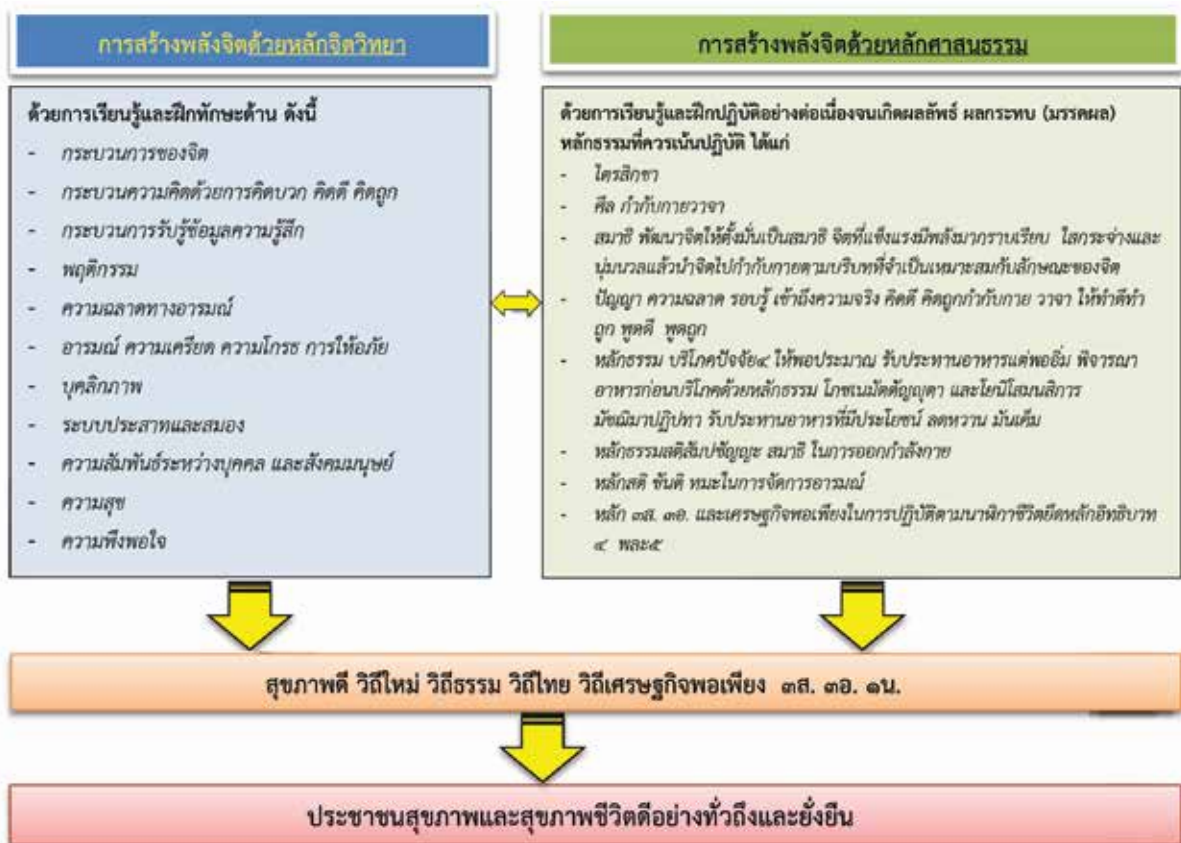 การสร้างพลังจิตด้วยหลักจิตวิทยา
ด้วยการเรียนรู้และฝึกทักษะด้าน ดังนี้
- กระบวนการของจิต
- กระบวนความคิดด้วยการคิดบวก คิดดี คิดถูก
- กระบวนการรับรู้ข้อมูลความรู้สึก
- พฤติกรรม
- ความฉลาดทางอารมณ์
- อารมณ์ ความเครียด ความโกรธ การให้อภัย
- บุคลิกภาพ
- ระบบประสาทและสมอง
- ความสัมพันธ์ระหว่างบุคคล และสังคมมนุษย์
- ความสุข
- ความพึงพอใจ
การสร้างพลังจิตด้วยหลักศาสนธรรม
ด้วยการเรียนรู้และฝึกปฏิบัติอย่างต่อเนื่องจนเกิดผลลัพธ์ ผลกระทบ (มรรคผล)
หลักธรรมที่ควรเน้นปฏิบัติ ได้แก่
- ไตรสิกขา
- ศีล กำกับกายวาจา
- สมาธิ พัฒนาจิตให้ตั้งมั่นเป็นสมาธิ จิตที่แข็งแรงมีพลังมากราบเรียบ ใสกระจ่างและ
นุ่มนวลแล้วนำจิตไปกำกับกายตามบริบทที่จำเป็นเหมาะสมกับลักษณะของจิต
- ปัญญา ความฉลาด รอบรู้ เข้าถึงความจริง คิดดี คิดถูกกำกับกาย วาจา ให้ทำดีทำ
ถูก พูดดี พูดถูก
- หลักธรรม บริโภคปัจจัย๔ ให้พอประมาณ รับประทานอาหารแต่พออิ่ม พิจารณา
อาหารก่อนบริโภคด้วยหลักธรรม โภชเนมัตตัญญุตา และโยนิโสมนสิการ
มัชฌิมาปฏิปทา รับประทานอาหารที่มีประโยชน์ ลดหวาน มันเค็ม
- หลักธรรมสติสัมปชัญญะ สมาธิ ในการออกกำลังกาย
- หลักสติ ขันติ ทมะในการจัดการอารมณ์
- หลัก ๓ส. ๓อ. และเศรษฐกิจพอเพียงในการปฏิบัติตามนาฬิกาชีวิตยึดหลักอิทธิบาท
๔ พละ๕
สุขภาพดี วิถีใหม่ วิถีธรรม วิถีไทย วิถีเศรษฐกิจพอเพียง ๓ส. ๓อ. ๑น.
ประชาชนสุขภาพและสุขภาพชีวิตดีอย่างทั่วถึงและยั่งยืน